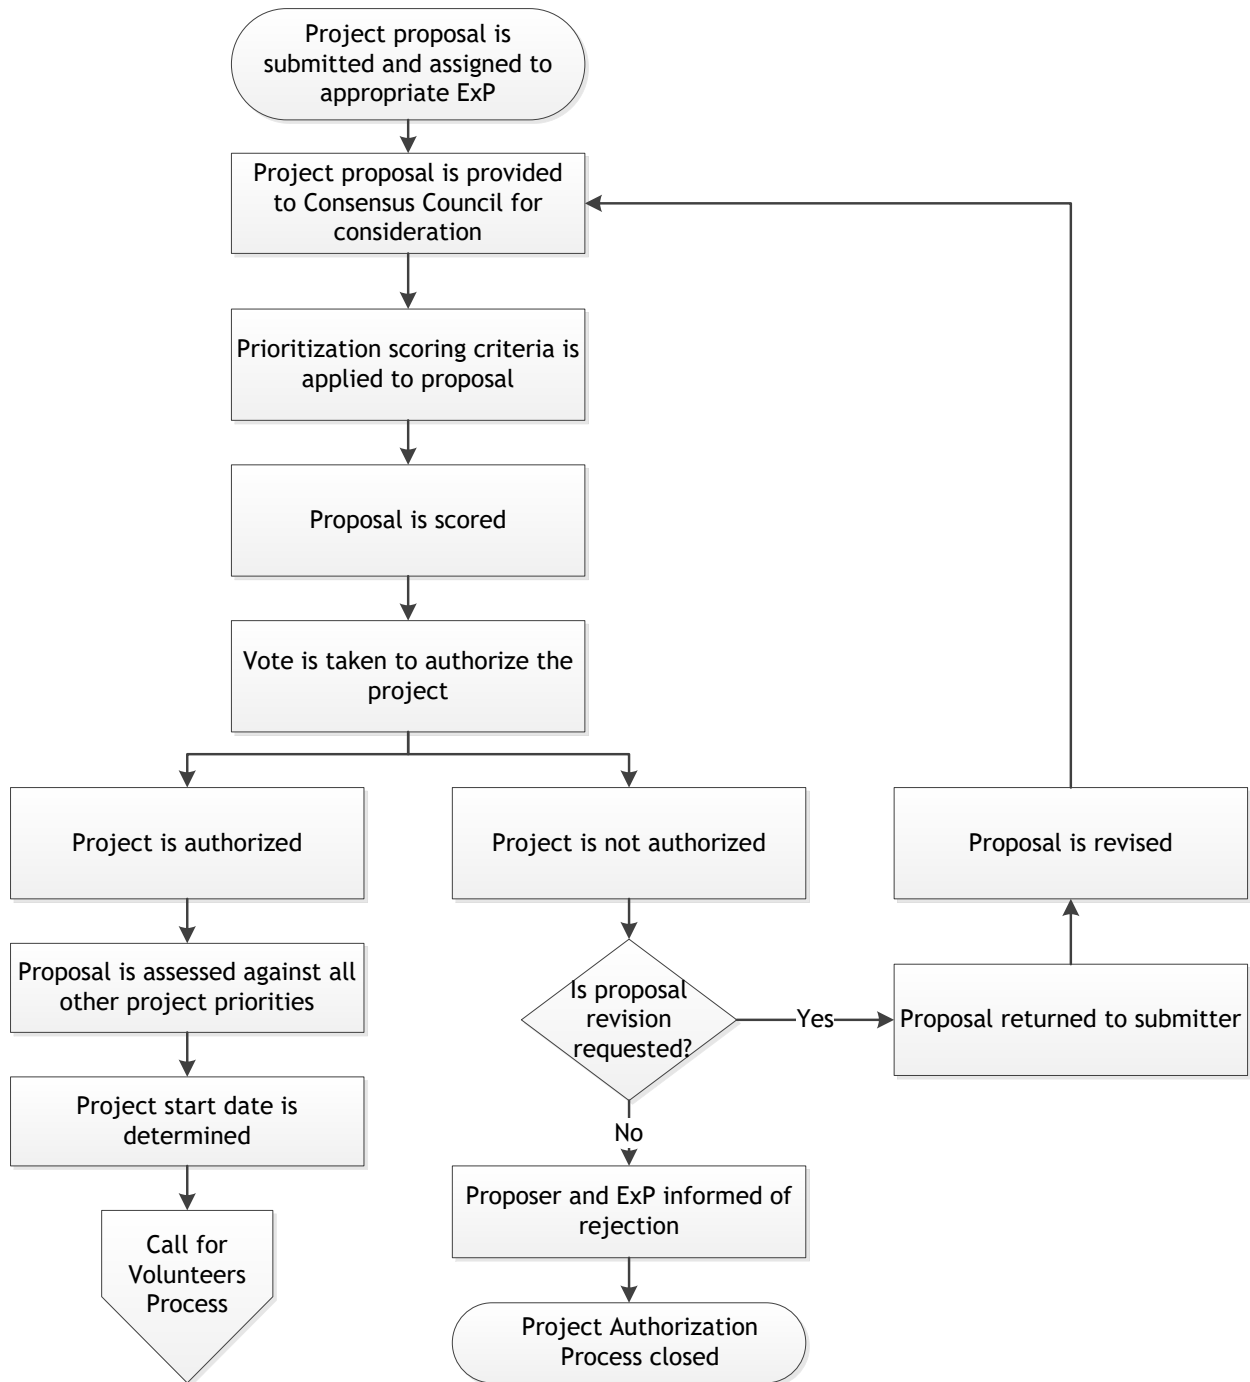 Project proposal is
submitted and assigned to
appropriate ExP
Project proposal is provided
to Consensus Council for
consideration
Prioritization scoring criteria is
applied to proposal
Proposal is scored
Vote is taken to authorize the
project
Project is authorized
Project is not authorized
Proposal is revised
Proposal is assessed against all
other project priorities
Is proposal
revision
requested?
Yes
Proposal returned to submitter
Project start date is
determined
No
Proposer and ExP informed of
rejection
Call for
Volunteers
Process
Project Authorization
Process closed